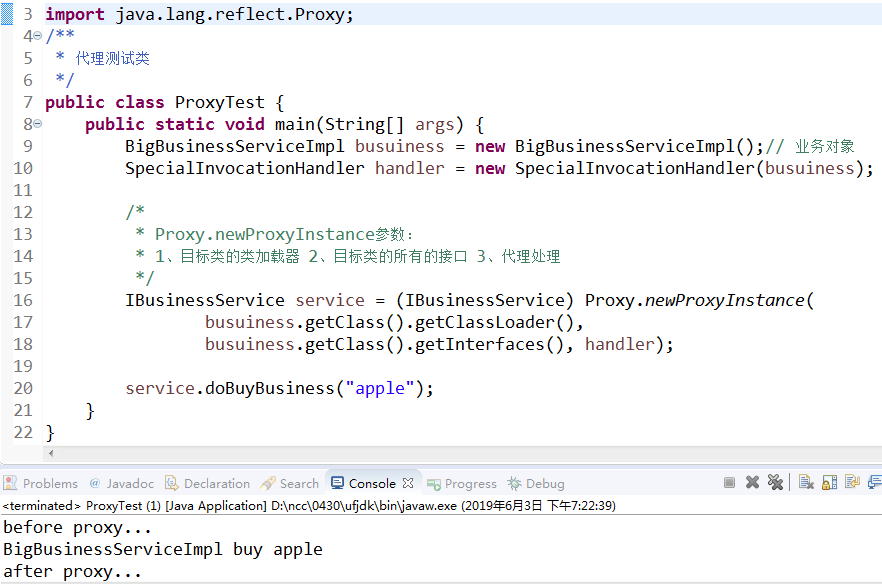 3 import java.lang.reflect.Proxy;
4 /**
5  * 代理测试类
6  */
7 public class ProxyTest {
8     public static void main(String[] args) {
9         BigBusinessServiceImpl busuiness = new BigBusinessServiceImpl();// 业务对象
10         SpecialInvocationHandler handler = new SpecialInvocationHandler(busuiness);
11
12         /*
13          * Proxy.newProxyInstance参数:
14          * 1、目标类的类加载器 2、目标类的所有的接口 3、代理处理
15          */
16         IBusinessService service = (IBusinessService) Proxy.newProxyInstance(
17                 busuiness.getClass().getClassLoader(),
18                 busuiness.getClass().getInterfaces(), handler);
19
20         service.doBuyBusiness("apple");
21     }
22 }
Problems @ Javadoc Declaration Search Console Progress Debug
<terminated> ProxyTest (1) [Java Application] D:\ncc\0430\ufjdk\bin\javaw.exe (2019年6月3日 下午7:22:39)
before proxy...
BigBusinessServiceImpl buy apple
after proxy...